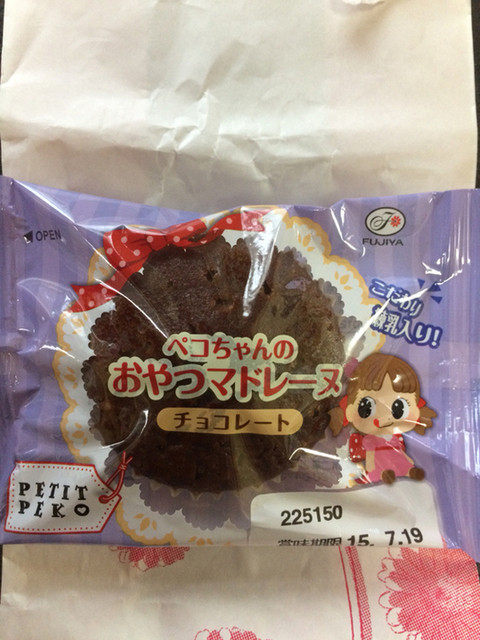 OPEN
FUJIYA
こだわり
練乳入り!
ペコちゃんの
おやつマドレーヌ
チョコレート
PETIT
PEKO
225150
賞味期限 15. 7.19